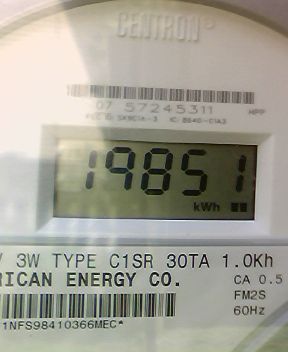 CENTRON®
07 57245311 HPP
19851
kWh
V 3W TYPE C1SR 30TA 1.0Kh
RICAN ENERGY CO. CA 0.5
FM2S
60Hz
1NFS98410366MEC*